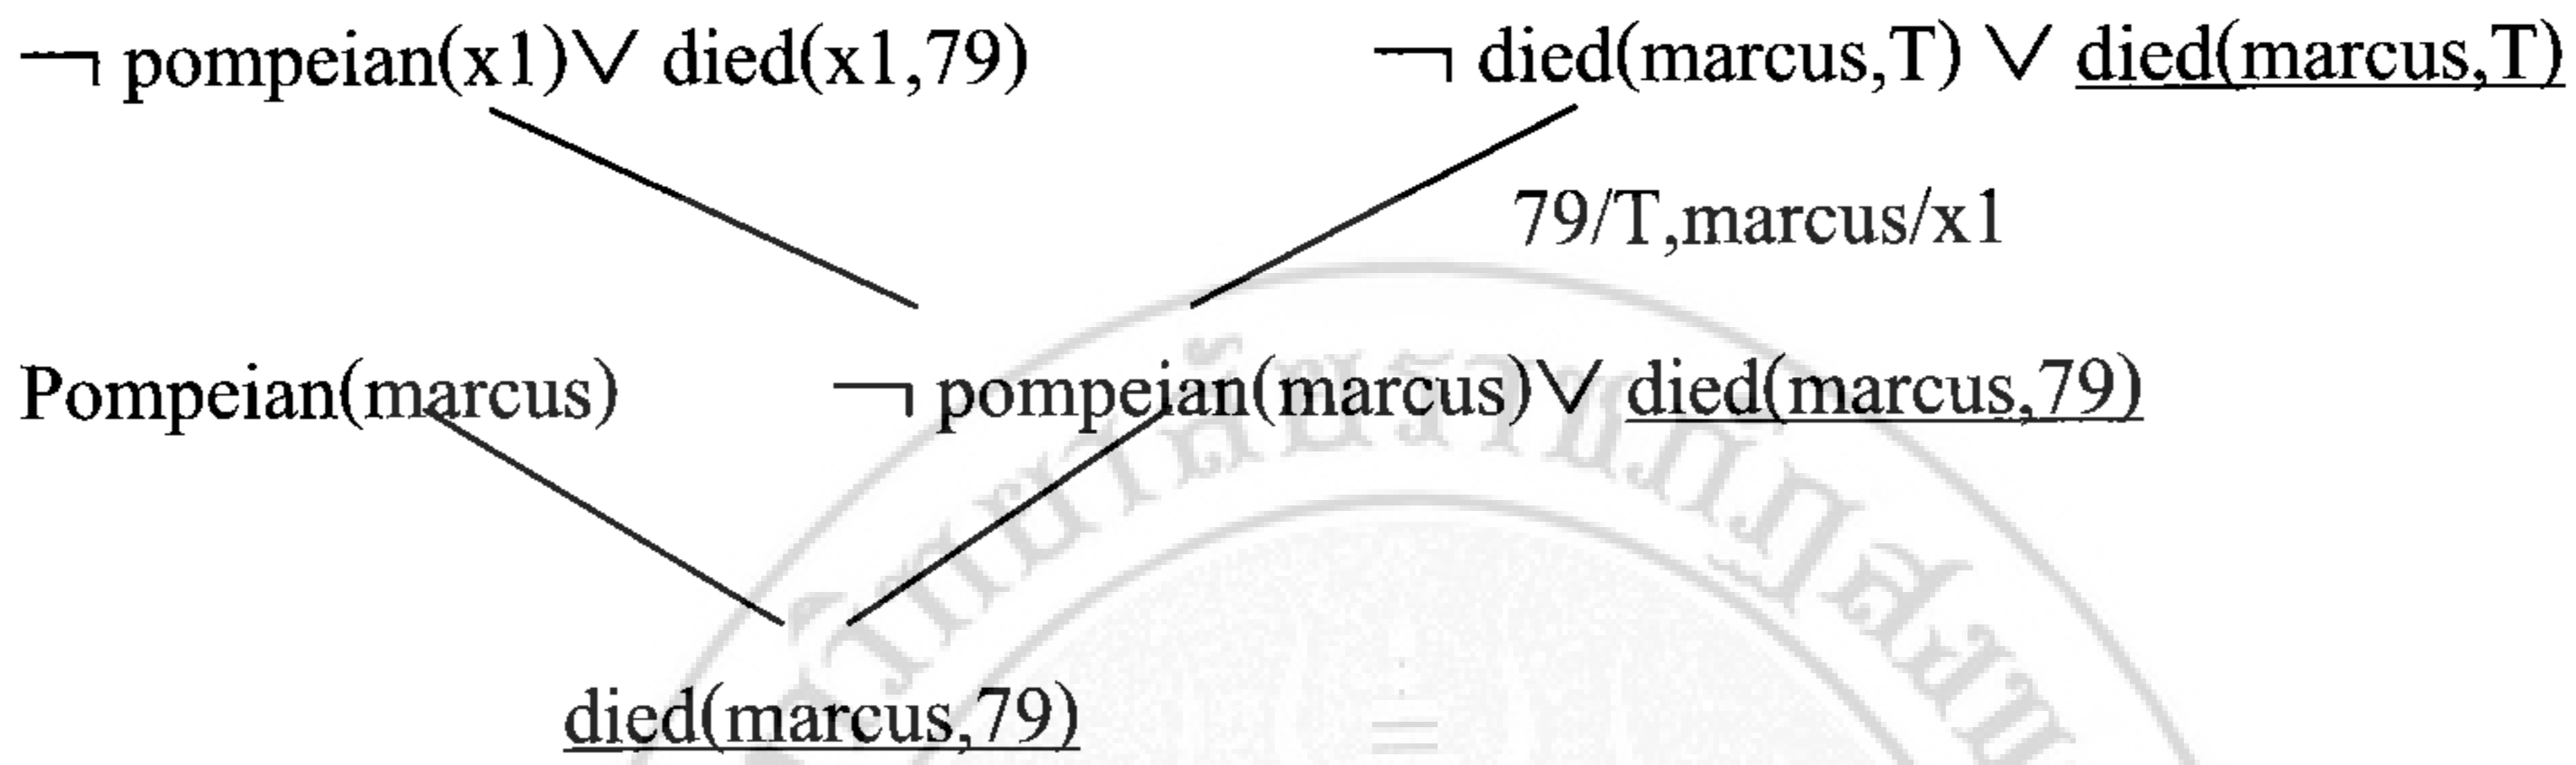 ¬ pompeian(x1)∨ died(x1,79) ¬ died(marcus,T) ∨ died(marcus,T)
79/T,marcus/x1
Pompeian(marcus) ¬ pompeian(marcus)∨ died(marcus,79)
died(marcus,79)